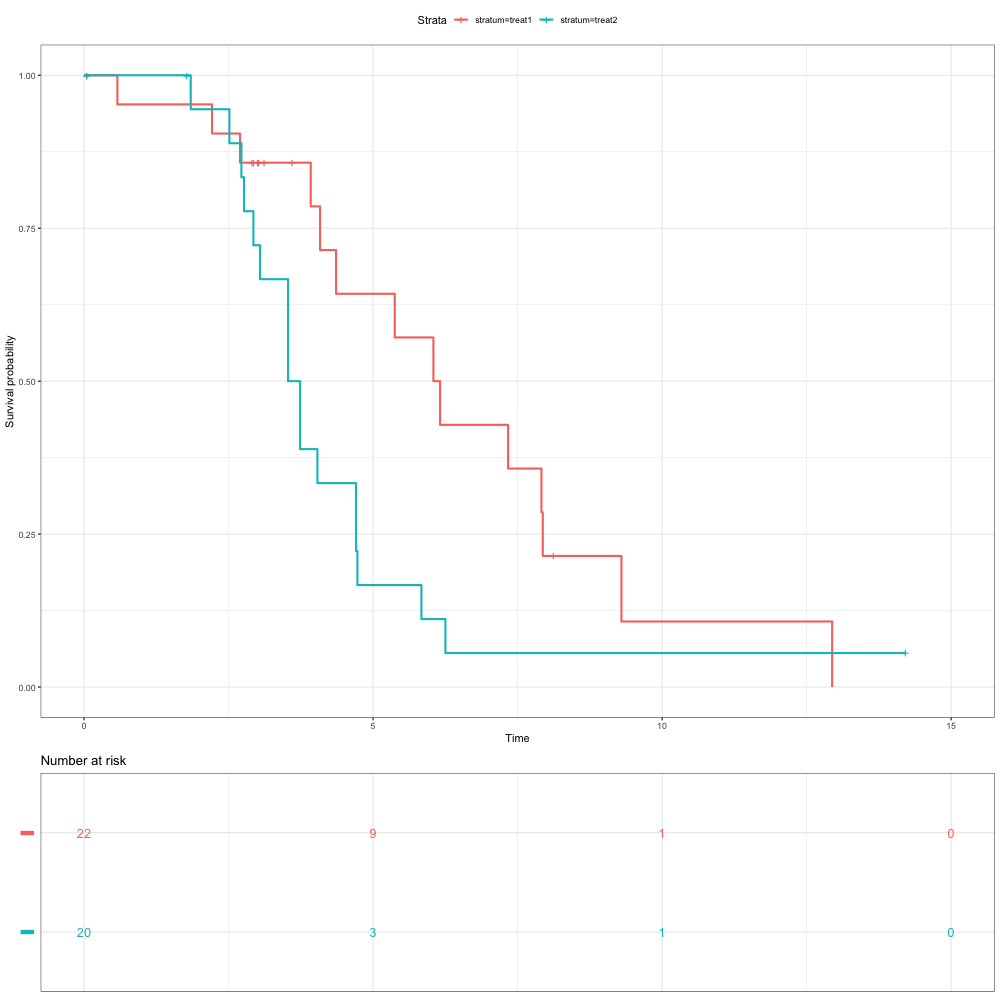 Strata stratum=treat1 stratum=treat2
1.00
0.75
0.50
0.25
0.00
Survival probability
0 5 10 15
Time
Number at risk
22 9 1 0
20 3 1 0